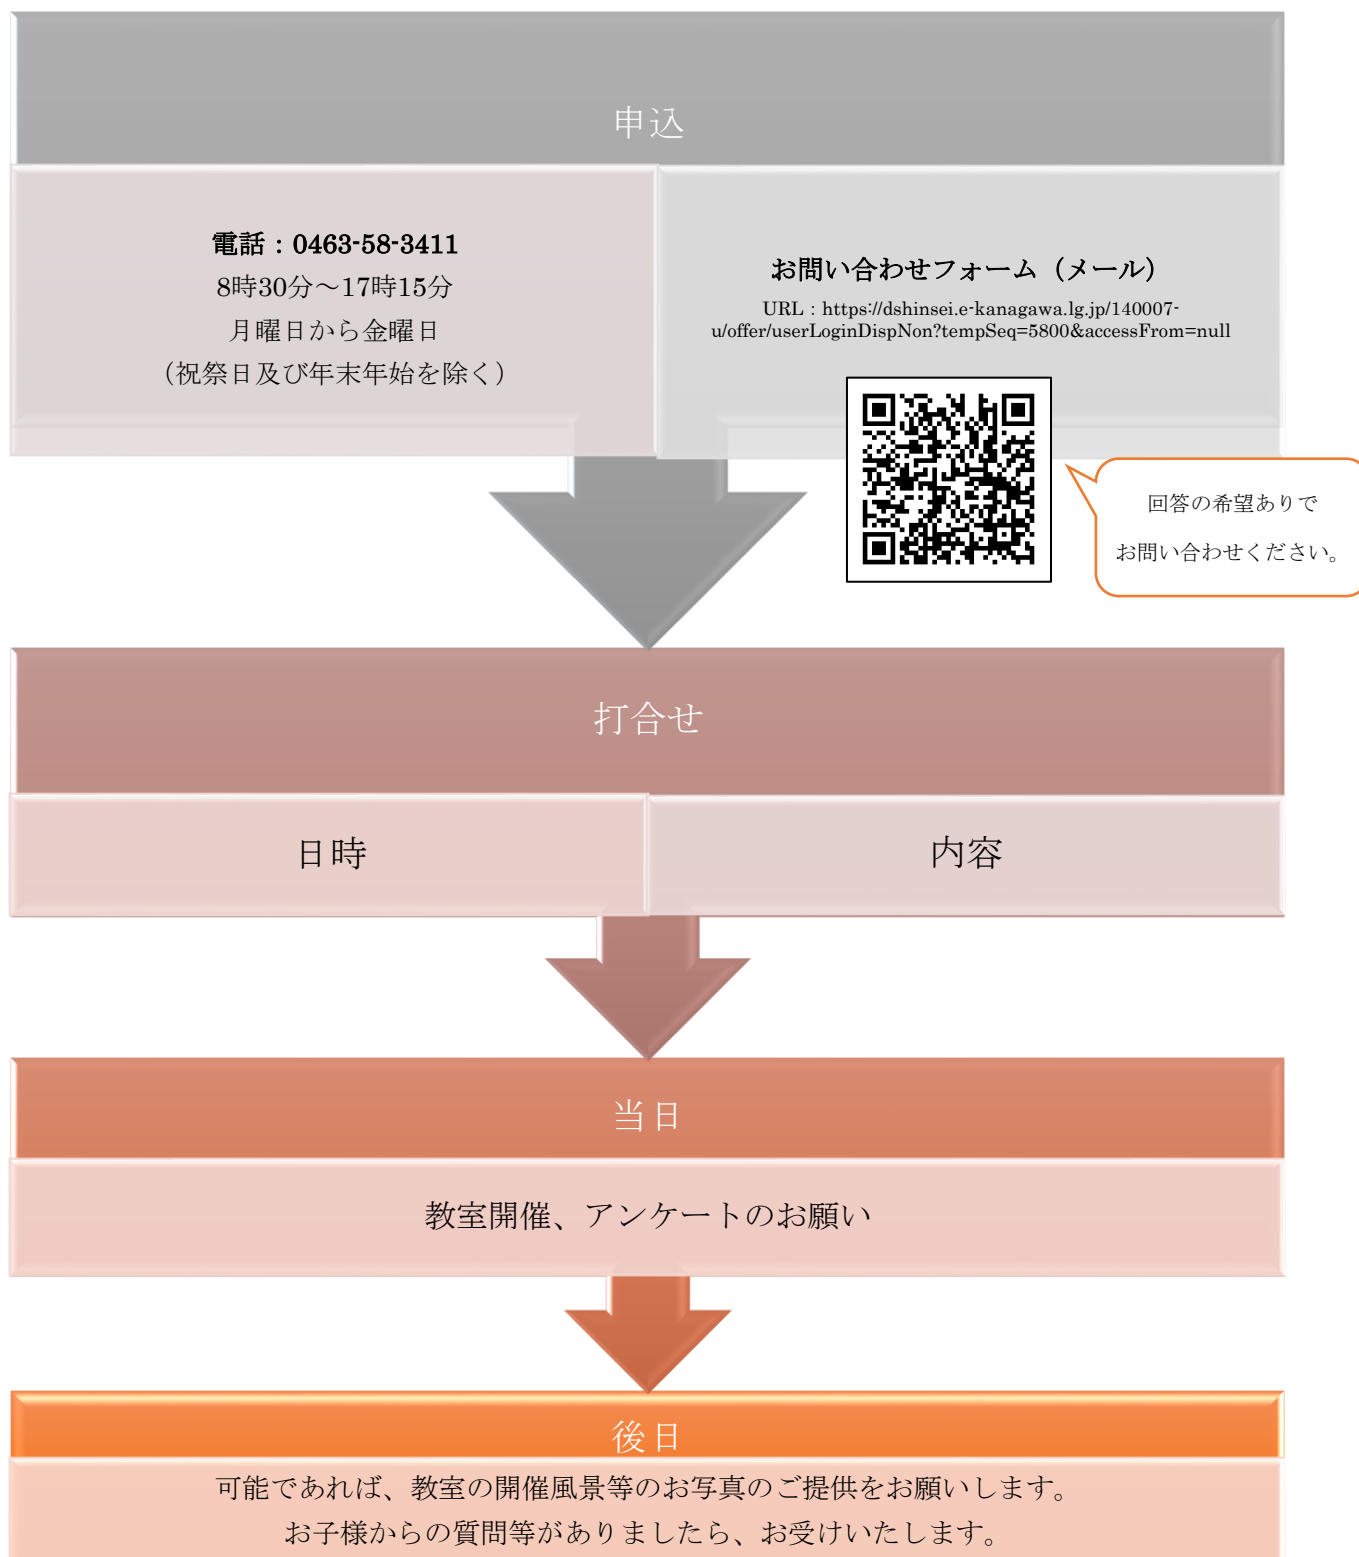 申込
電話：0463-58-3411
8時30分～17時15分
月曜日から金曜日
（祝祭日及び年末年始を除く）
お問い合わせフォーム（メール）
URL：https://dshinsei.e-kanagawa.lg.jp/140007-
u/offer/userLoginDispNon?tempSeq=5800&accessFrom=null
回答の希望ありで
お問い合わせください。
打合せ
日時
内容
当日
教室開催、アンケートのお願い
後日
可能であれば、教室の開催風景等のお写真のご提供をお願いします。
お子様からの質問等がありましたら、お受けいたします。